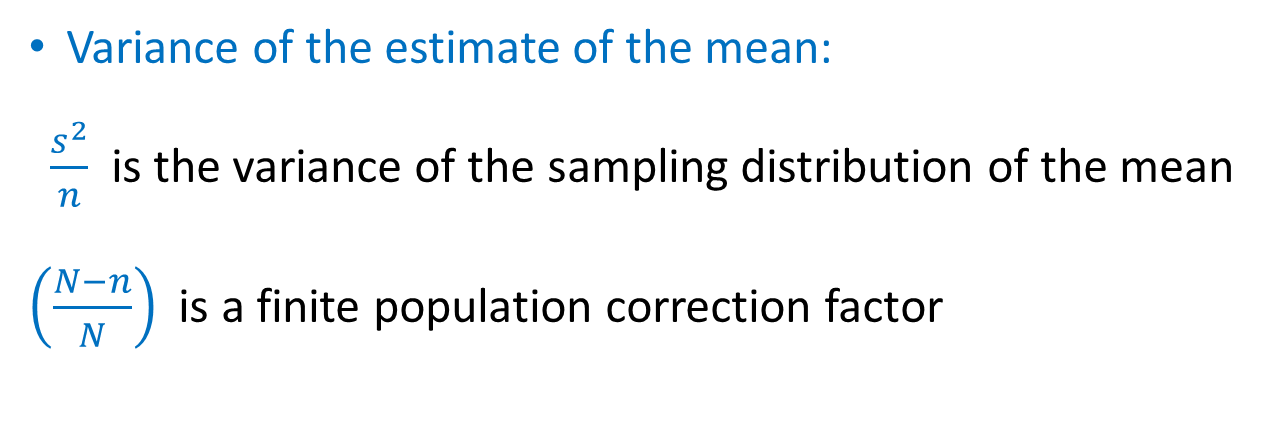 • Variance of the estimate of the mean:
s²/n is the variance of the sampling distribution of the mean
((N−n)/N) is a finite population correction factor